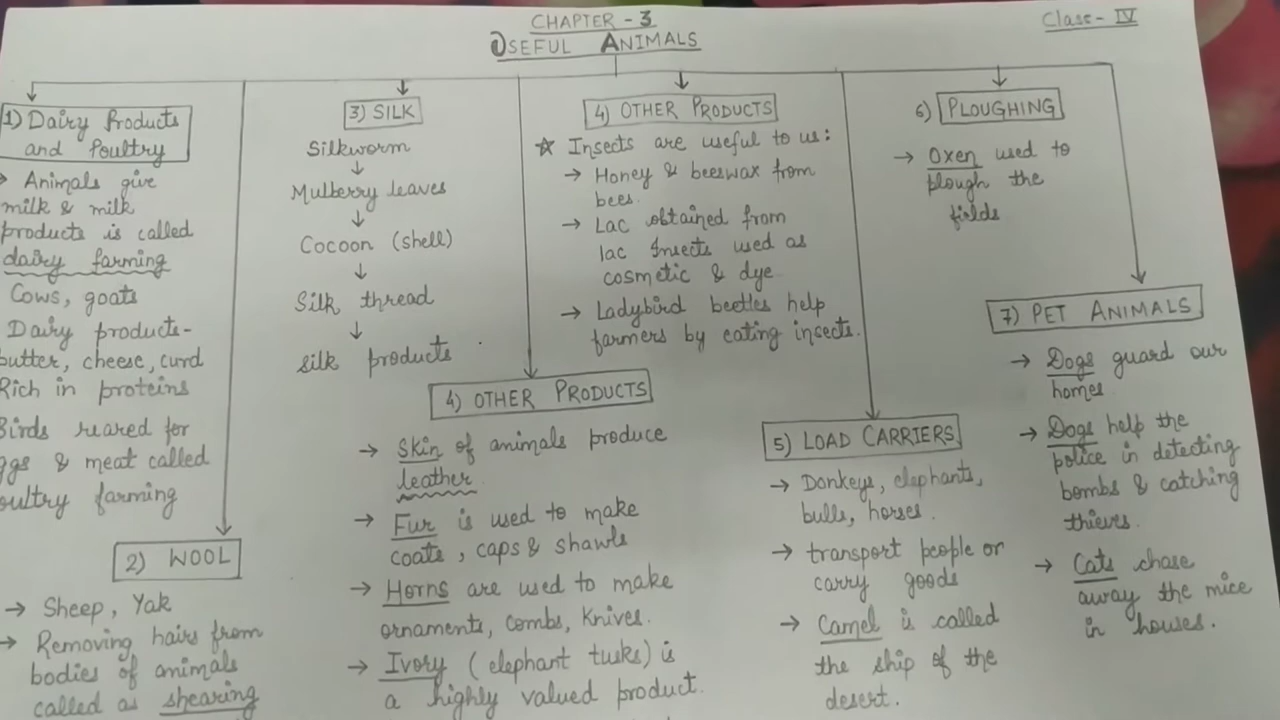 CHAPTER - 3
USEFUL ANIMALS
Class - IV
1) Dairy Products
and Poultry
→ Animals give
milk & milk
products is called
dairy farming
Cows, goats
Dairy products-
butter, cheese, curd
Rich in proteins
Birds reared for
ggs & meat called
oultry farming
2) WOOL
→ Sheep, Yak
→ Removing hairs from
bodies of animals
called as shearing
3) SILK
Silkworm
↓
Mulberry leaves
↓
Cocoon (shell)
↓
Silk thread
↓
silk products
4) OTHER PRODUCTS
☆ Insects are useful to us:
→ Honey & beeswax from
bees.
→ Lac obtained from
lac Insects used as
cosmetic & dye
→ Ladybird beetles help
farmers by eating insects.
4) OTHER PRODUCTS
→ Skin of animals produce
leather
→ Fur is used to make
coats, caps & shawls
→ Horns are used to make
ornaments, combs, Knives.
→ Ivory (elephant tusks) is
a highly valued product.
5) LOAD CARRIERS
→ Donkeys, elephants,
bulls, horses.
→ transport people or
carry goods
→ Camel is called
the ship of the
desert.
6) PLOUGHING
→ Oxen used to
plough the
fields
7) PET ANIMALS
→ Dogs guard our
homes
→ Dogs help the
police in detecting
bombs & catching
thieves.
→ Cats chase
away the mice
in houses.